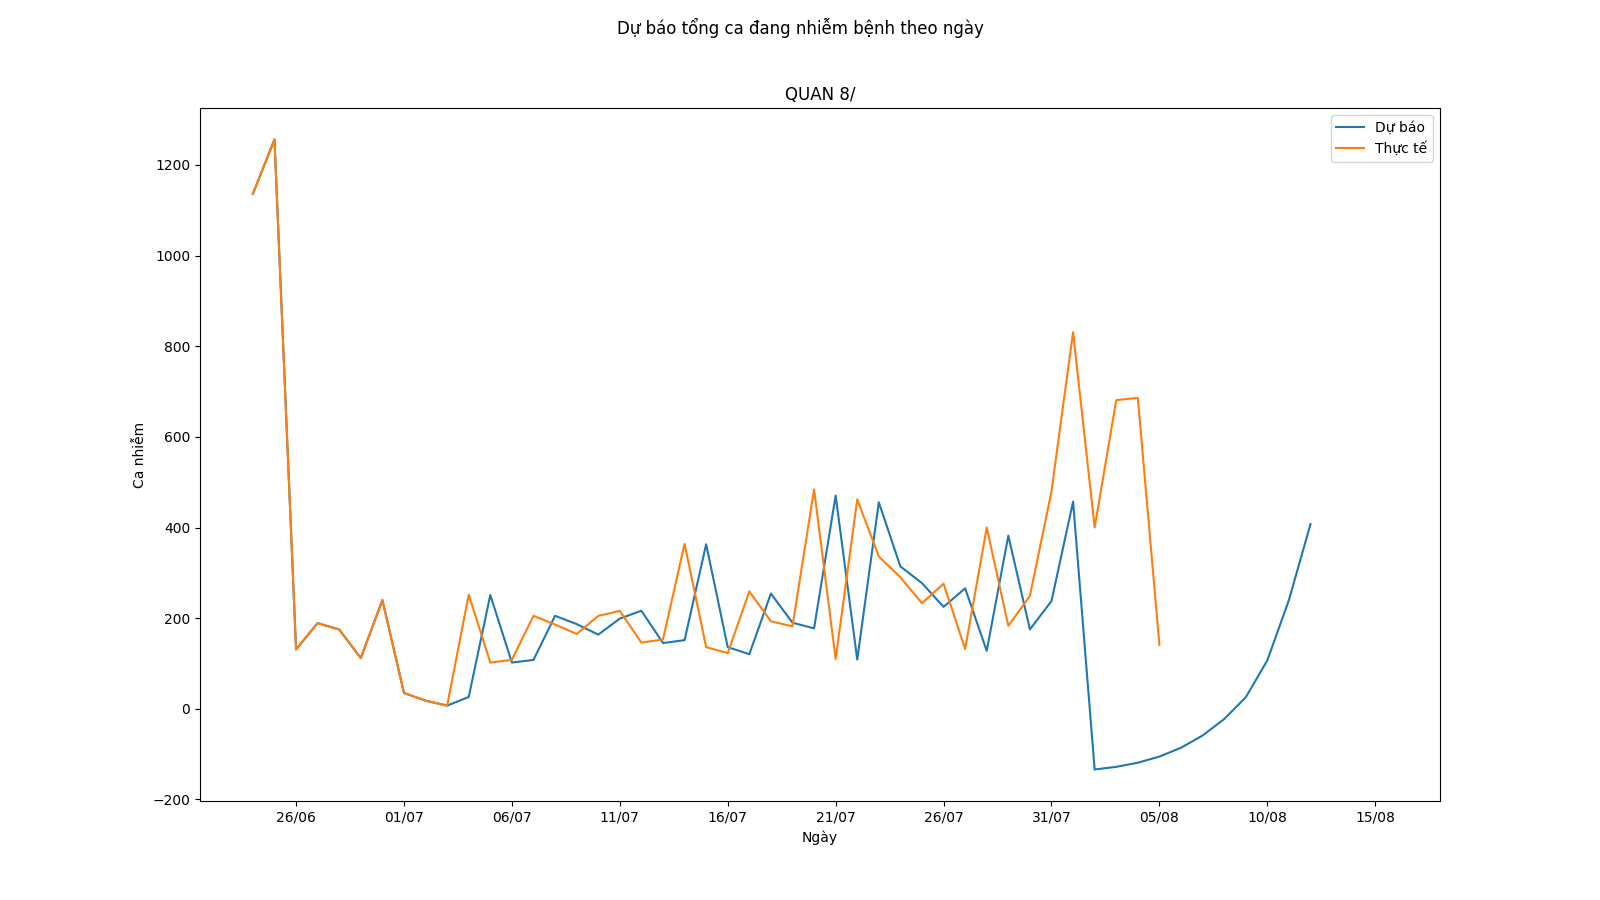 Dự báo tổng ca đang nhiễm bệnh theo ngày
QUAN 8/
Dự báo
Thực tế
1200
1000
800
600
400
200
0
−200
Ca nhiễm
26/06 01/07 06/07 11/07 16/07 21/07 26/07 31/07 05/08 10/08 15/08
Ngày